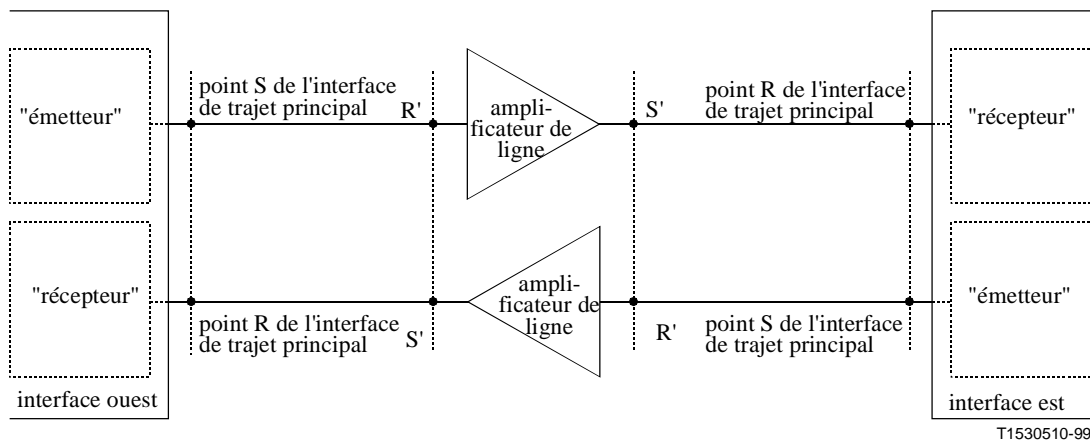 "émetteur"
point S de l'interface
de trajet principal
R'
ampli-
ficateur de
ligne
S'
point R de l'interface
de trajet principal
"récepteur"
"récepteur"
point R de l'interface
de trajet principal
S'
ampli-
ficateur de
ligne
R'
point S de l'interface
de trajet principal
"émetteur"
interface ouest
interface est
T1530510-99